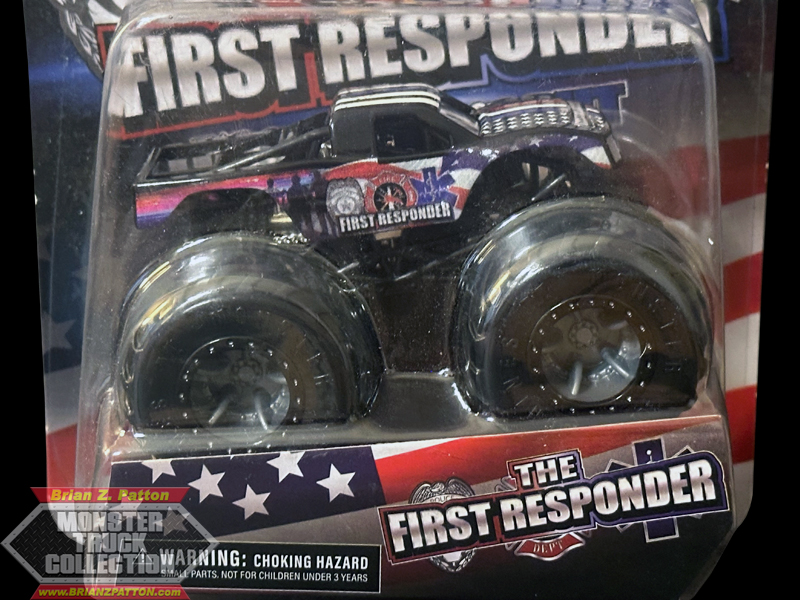 FIRST RESPONDER
FIRST RESPONDER
THE
FIRST RESPONDER
DEPT
WARNING: CHOKING HAZARD
SMALL PARTS. NOT FOR CHILDREN UNDER 3 YEARS
Brian Z. Patton
MONSTER
TRUCK
COLLECTION
www.BRIANZPATTON.com